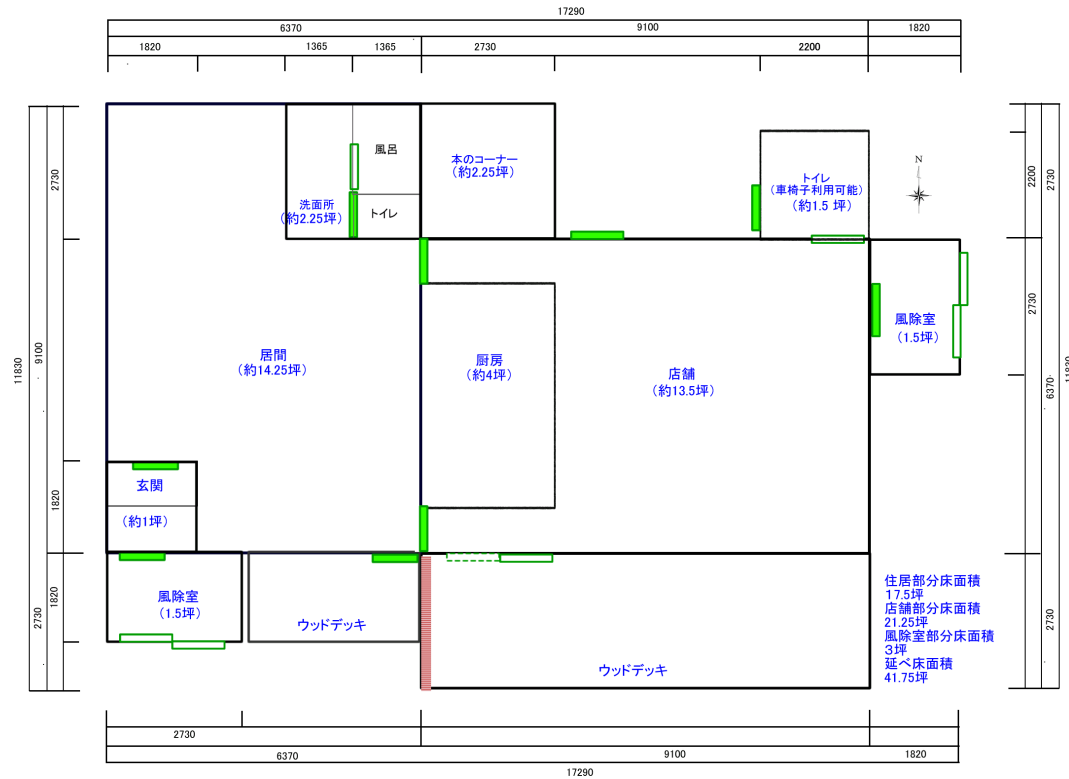 17290
6370
9100
1820
1820
1365
1365
2730
2200
風呂
本のコーナー
(約2.25坪)
トイレ
(車椅子利用可能)
(約1.5 坪)
N
洗面所
(約2.25坪)
トイレ
2730
2200
2730
風除室
(1.5坪)
居間
(約14.25坪)
厨房
(約4坪)
店舗
(約13.5坪)
11830
9100
2730
6370
11830
玄関
(約1坪)
1820
風除室
(1.5坪)
ウッドデッキ
ウッドデッキ
1820
2730
2730
住居部分床面積
17.5坪
店舗部分床面積
21.25坪
風除室部分床面積
3坪
延べ床面積
41.75坪
2730
6370
9100
1820
17290